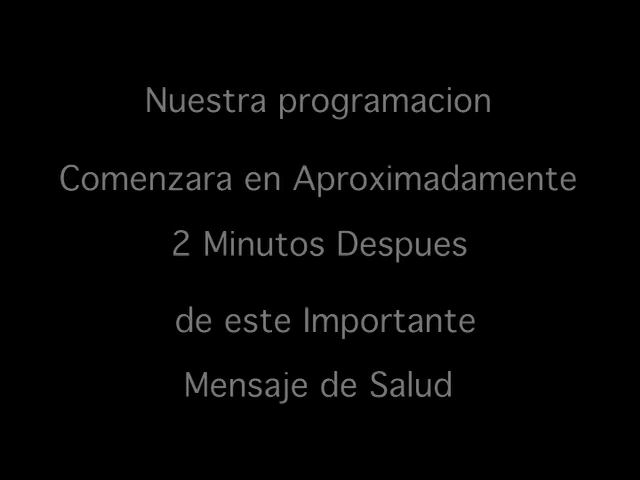 Nuestra programacion
Comenzara en Aproximadamente
2 Minutos Despues
de este Importante
Mensaje de Salud